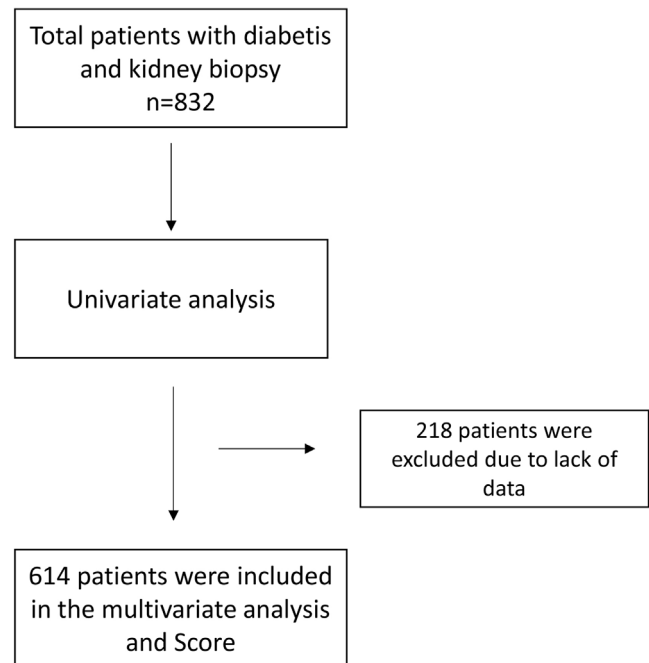 Total patients with diabetis
and kidney biopsy
n=832
Univariate analysis
218 patients were
excluded due to lack of
data
614 patients were included
in the multivariate analysis
and Score